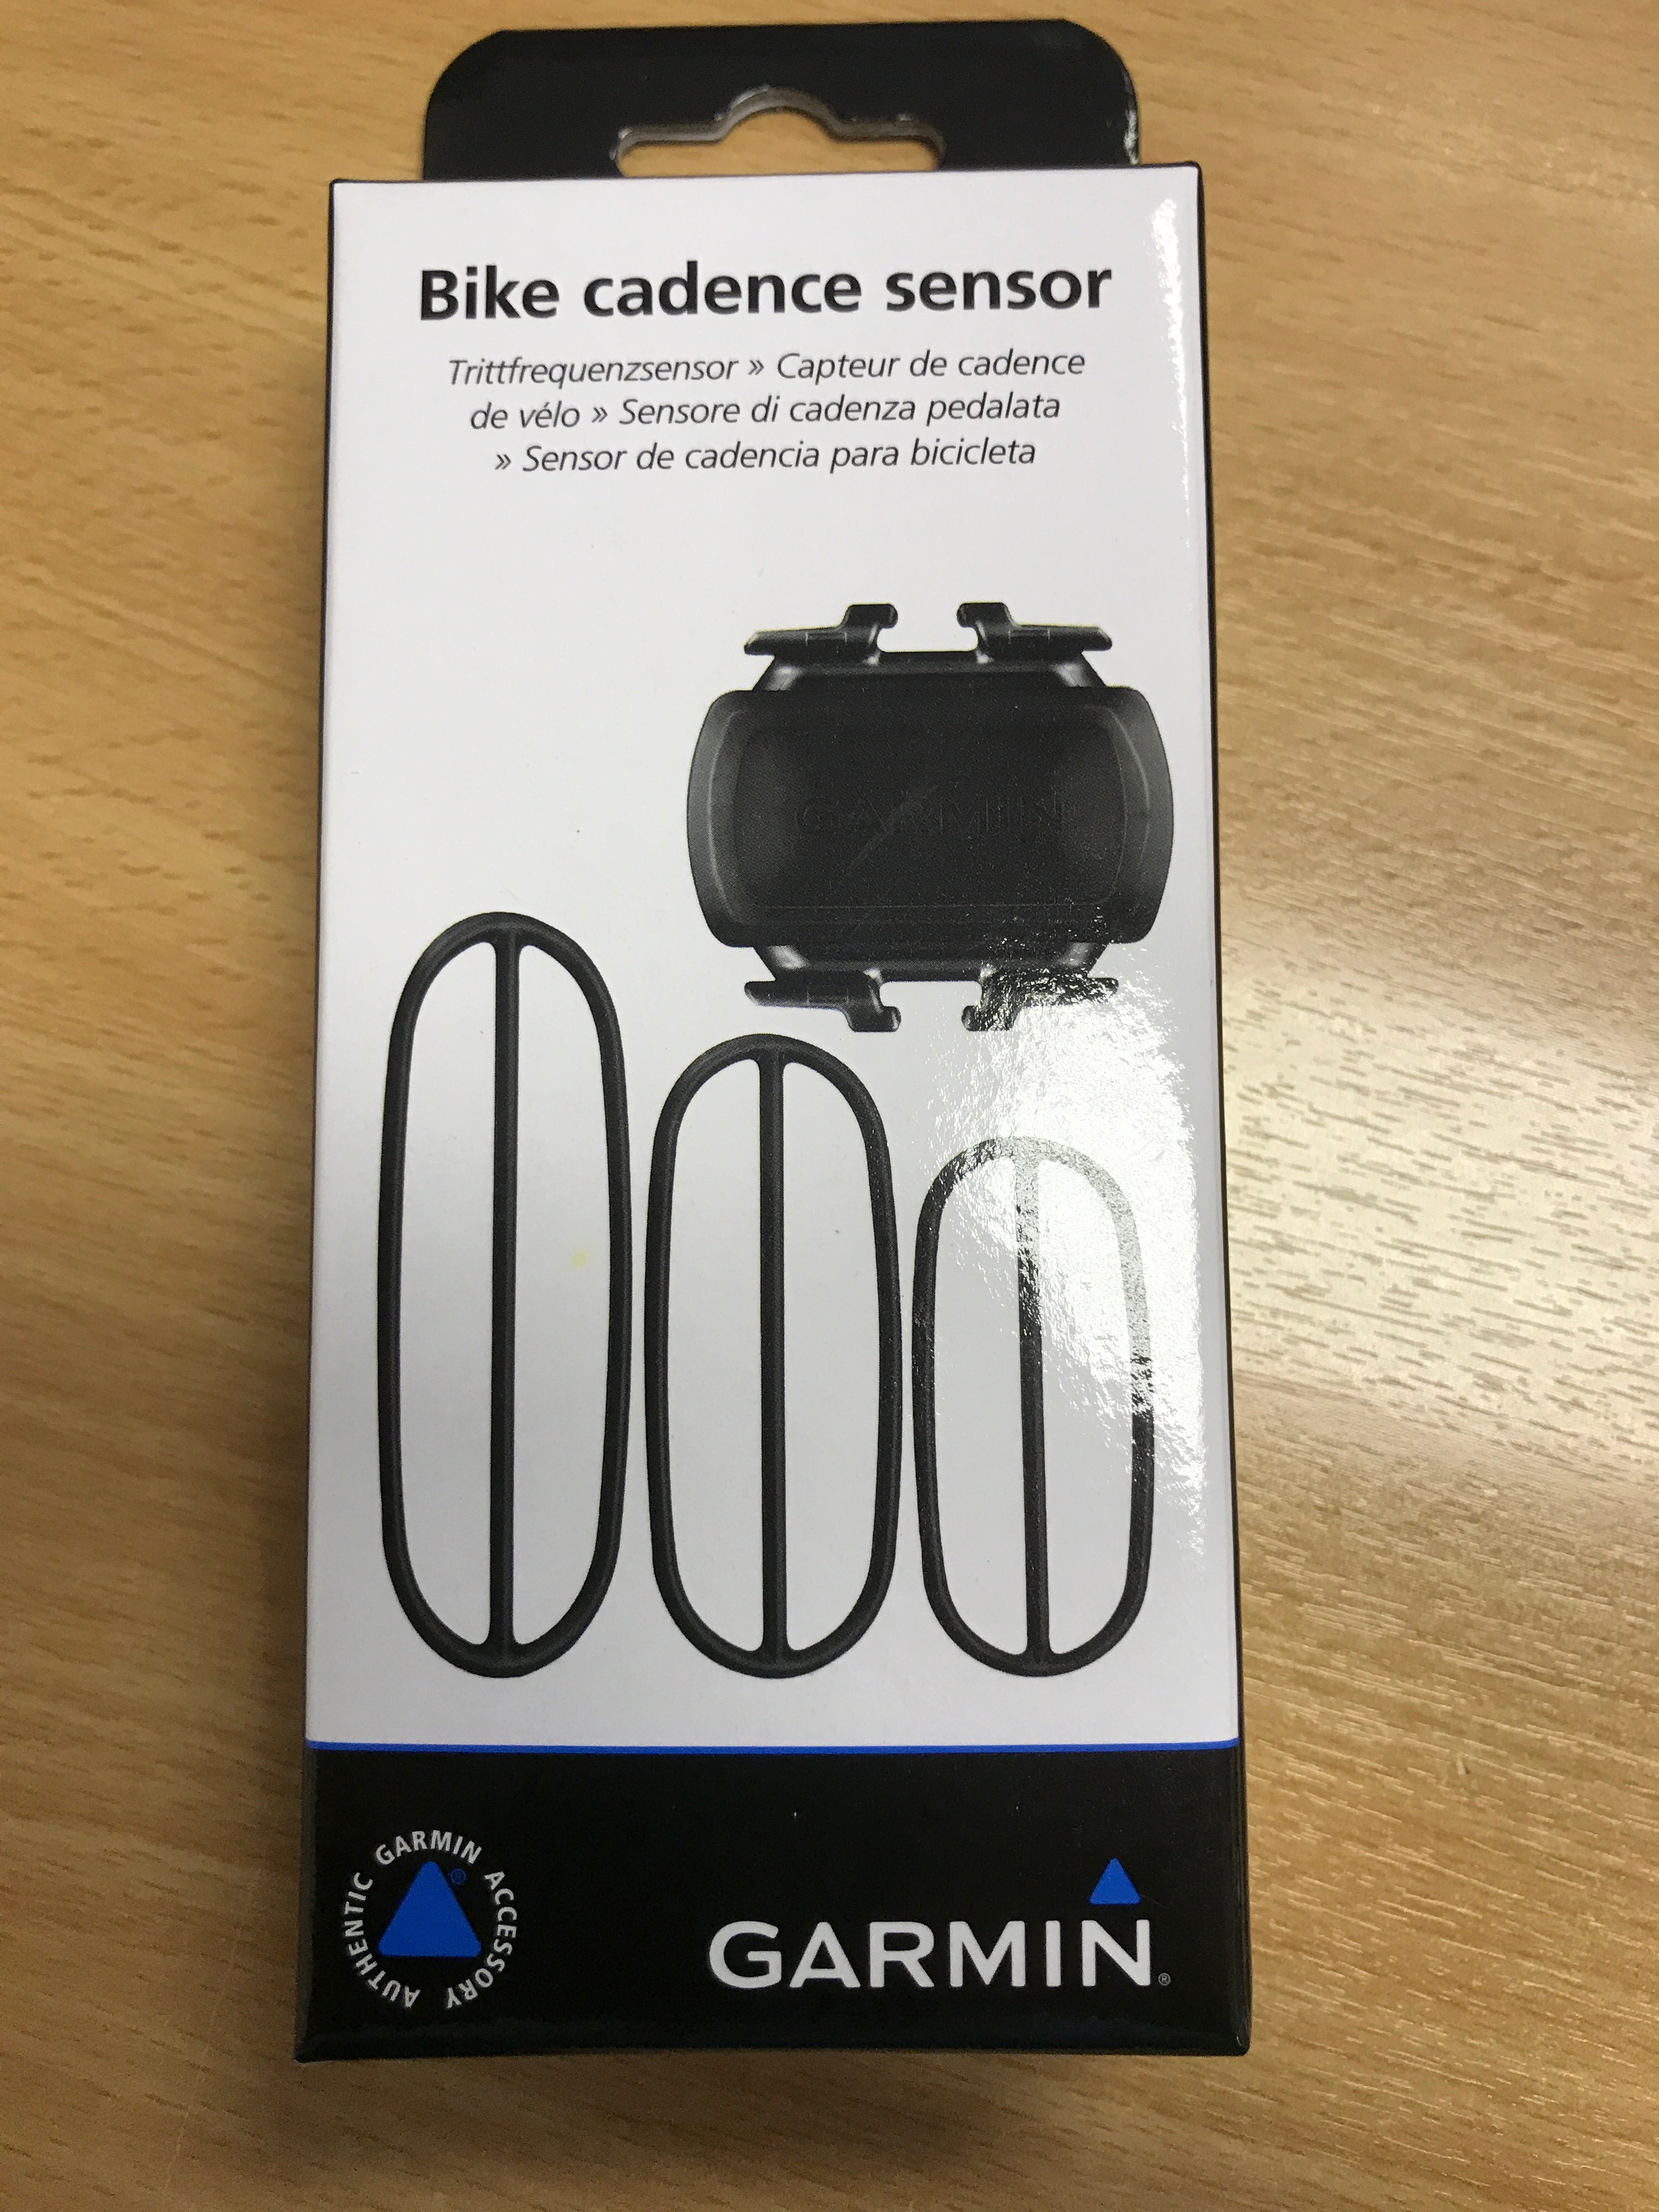 Bike cadence sensor
Trittfrequenzsensor » Capteur de cadence
de vélo » Sensore di cadenza pedalata
» Sensor de cadencia para bicicleta
GARMIN
AUTHENTIC GARMIN ACCESSORY
®
GARMIN®